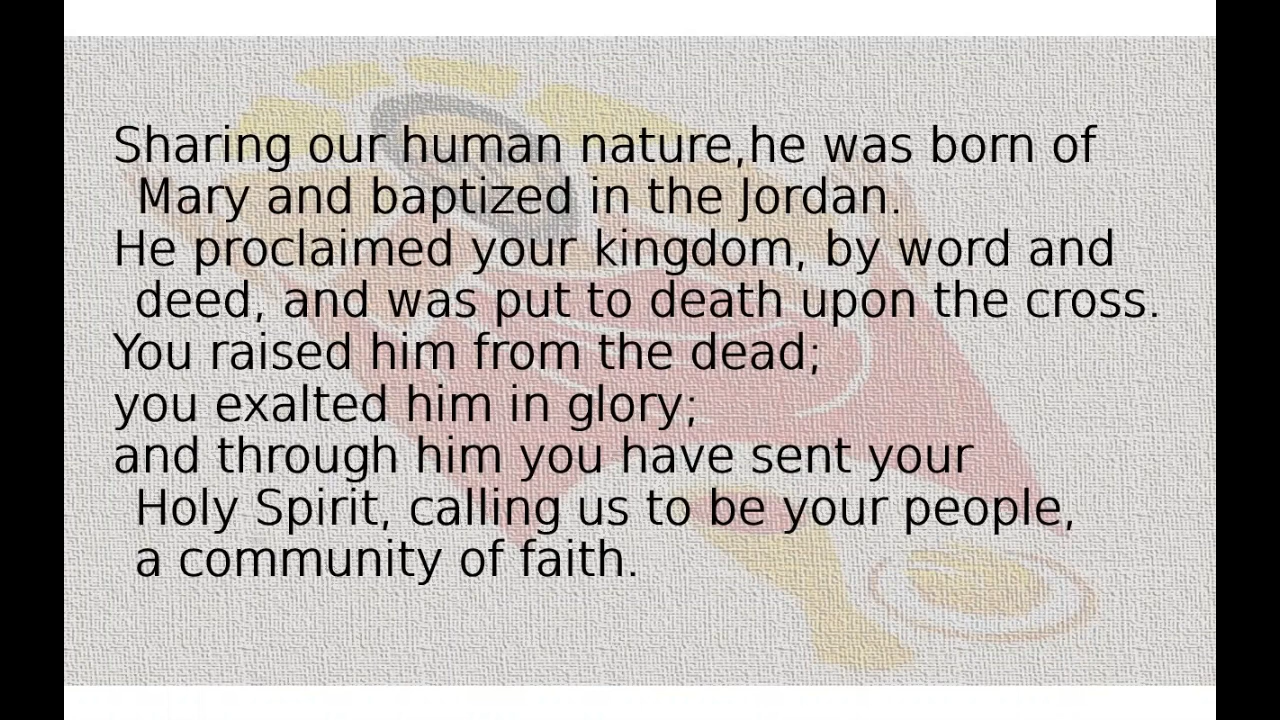 Sharing our human nature,he was born of
Mary and baptized in the Jordan.
He proclaimed your kingdom, by word and
deed, and was put to death upon the cross.
You raised him from the dead;
you exalted him in glory;
and through him you have sent your
Holy Spirit, calling us to be your people,
a community of faith.